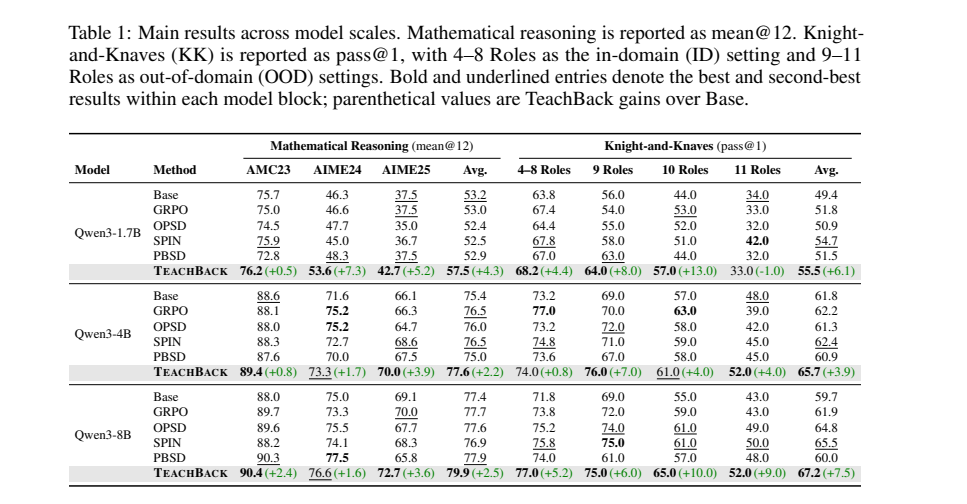 Table 1: Main results across model scales. Mathematical reasoning is reported as mean@12. Knight-
and-Knaves (KK) is reported as pass@1, with 4–8 Roles as the in-domain (ID) setting and 9–11
Roles as out-of-domain (OOD) settings. Bold and underlined entries denote the best and second-best
results within each model block; parenthetical values are TeachBack gains over Base.
Mathematical Reasoning (mean@12) Knight-and-Knaves (pass@1)
Model Method AMC23 AIME24 AIME25 Avg. 4–8 Roles 9 Roles 10 Roles 11 Roles Avg.
Base 75.7 46.3 37.5 53.2 63.8 56.0 44.0 34.0 49.4
GRPO 75.0 46.6 37.5 53.0 67.4 54.0 53.0 33.0 51.8
Qwen3-1.7B OPSD 74.5 47.7 35.0 52.4 64.4 55.0 52.0 32.0 50.9
SPIN 75.9 45.0 36.7 52.5 67.8 58.0 51.0 42.0 54.7
PBSD 72.8 48.3 37.5 52.9 67.0 63.0 44.0 32.0 51.5
TEACHBACK 76.2 (+0.5) 53.6 (+7.3) 42.7 (+5.2) 57.5 (+4.3) 68.2 (+4.4) 64.0 (+8.0) 57.0 (+13.0) 33.0 (-1.0) 55.5 (+6.1)
Base 88.6 71.6 66.1 75.4 73.2 69.0 57.0 48.0 61.8
GRPO 88.1 75.2 66.3 76.5 77.0 70.0 63.0 39.0 62.2
Qwen3-4B OPSD 88.0 75.2 64.7 76.0 73.2 72.0 58.0 42.0 61.3
SPIN 88.3 72.7 68.6 76.5 74.8 71.0 59.0 45.0 62.4
PBSD 87.6 70.0 67.5 75.0 73.6 67.0 58.0 45.0 60.9
TEACHBACK 89.4 (+0.8) 73.3 (+1.7) 70.0 (+3.9) 77.6 (+2.2) 74.0 (+0.8) 76.0 (+7.0) 61.0 (+4.0) 52.0 (+4.0) 65.7 (+3.9)
Base 88.0 75.0 69.1 77.4 71.8 69.0 55.0 43.0 59.7
GRPO 89.7 73.3 70.0 77.7 73.8 72.0 59.0 43.0 61.9
Qwen3-8B OPSD 89.6 75.5 67.7 77.6 75.2 74.0 61.0 49.0 64.8
SPIN 88.2 74.1 68.3 76.9 75.8 75.0 61.0 50.0 65.5
PBSD 90.3 77.5 65.8 77.9 74.0 61.0 57.0 48.0 60.0
TEACHBACK 90.4 (+2.4) 76.6 (+1.6) 72.7 (+3.6) 79.9 (+2.5) 77.0 (+5.2) 75.0 (+6.0) 65.0 (+10.0) 52.0 (+9.0) 67.2 (+7.5)